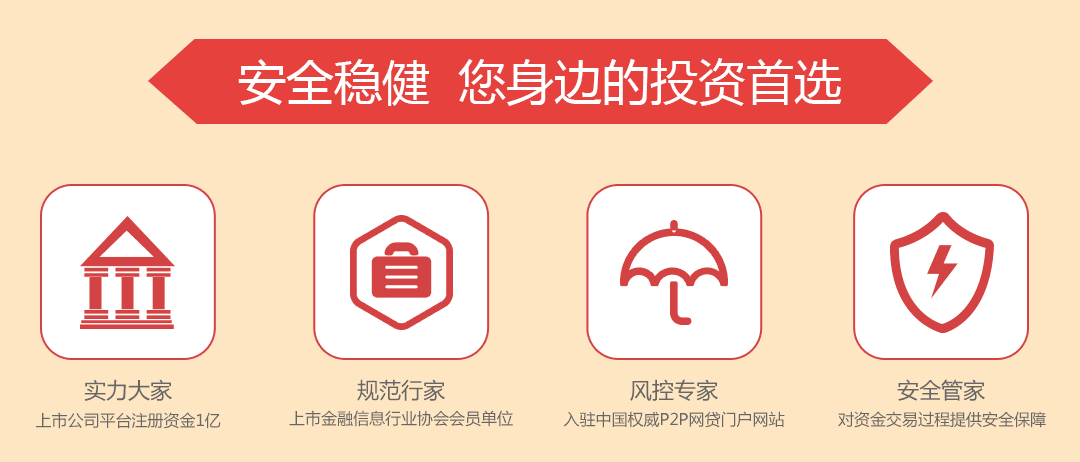 安全稳健 您身边的投资首选
实力大家
上市公司平台注册资金1亿
规范行家
上市金融信息行业协会会员单位
风控专家
入驻中国权威P2P网贷门户网站
安全管家
对资金交易过程提供安全保障